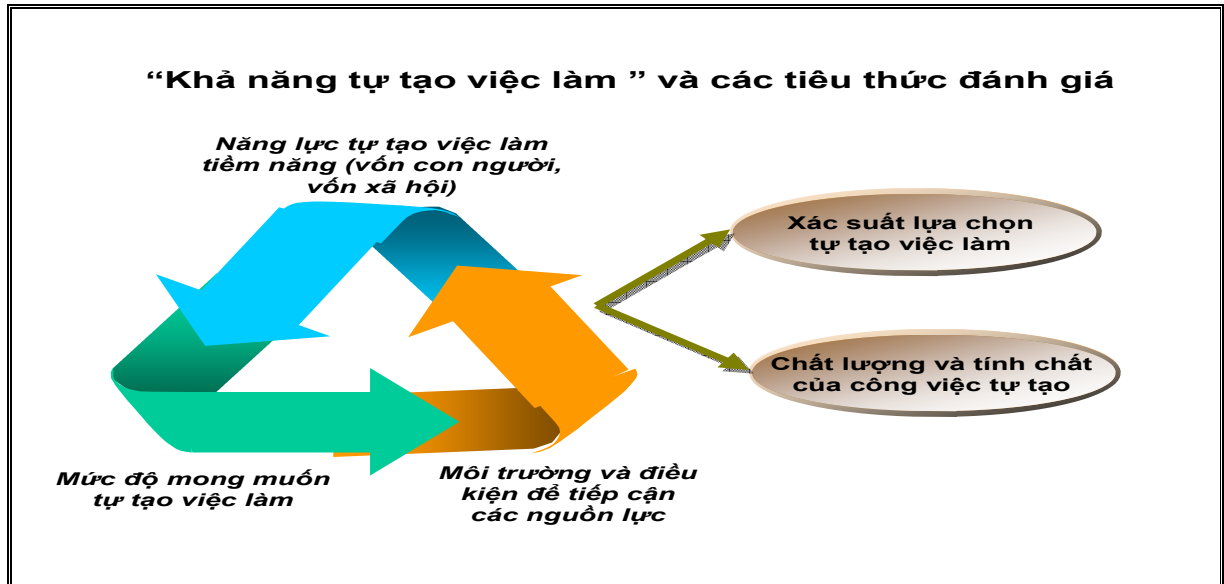 “Khả năng tự tạo việc làm ” và các tiêu thức đánh giá
Năng lực tự tạo việc làm
tiềm năng (vốn con người,
vốn xã hội)
Xác suất lựa chọn
tự tạo việc làm
Chất lượng và tính chất
của công việc tự tạo
Mức độ mong muốn
tự tạo việc làm
Môi trường và điều
kiện để tiếp cận
các nguồn lực